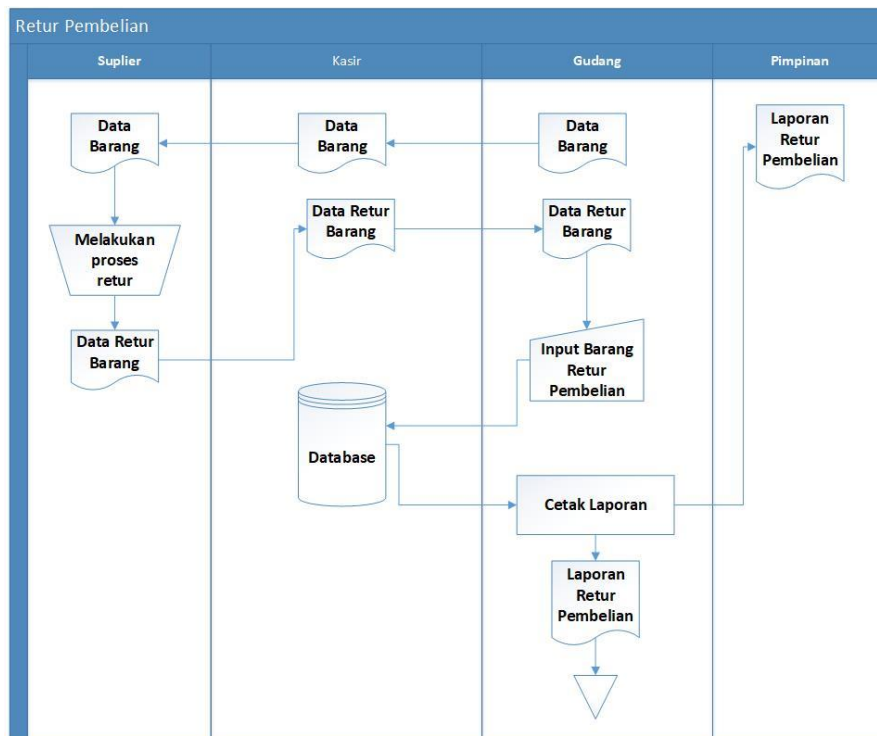 Retur Pembelian
Suplier
Kasir
Gudang
Pimpinan
Data
Barang
Data
Barang
Data
Barang
Laporan
Retur
Pembelian
Data Retur
Barang
Data Retur
Barang
Melakukan
proses
retur
Data Retur
Barang
Input Barang
Retur
Pembelian
Database
Cetak Laporan
Laporan
Retur
Pembelian